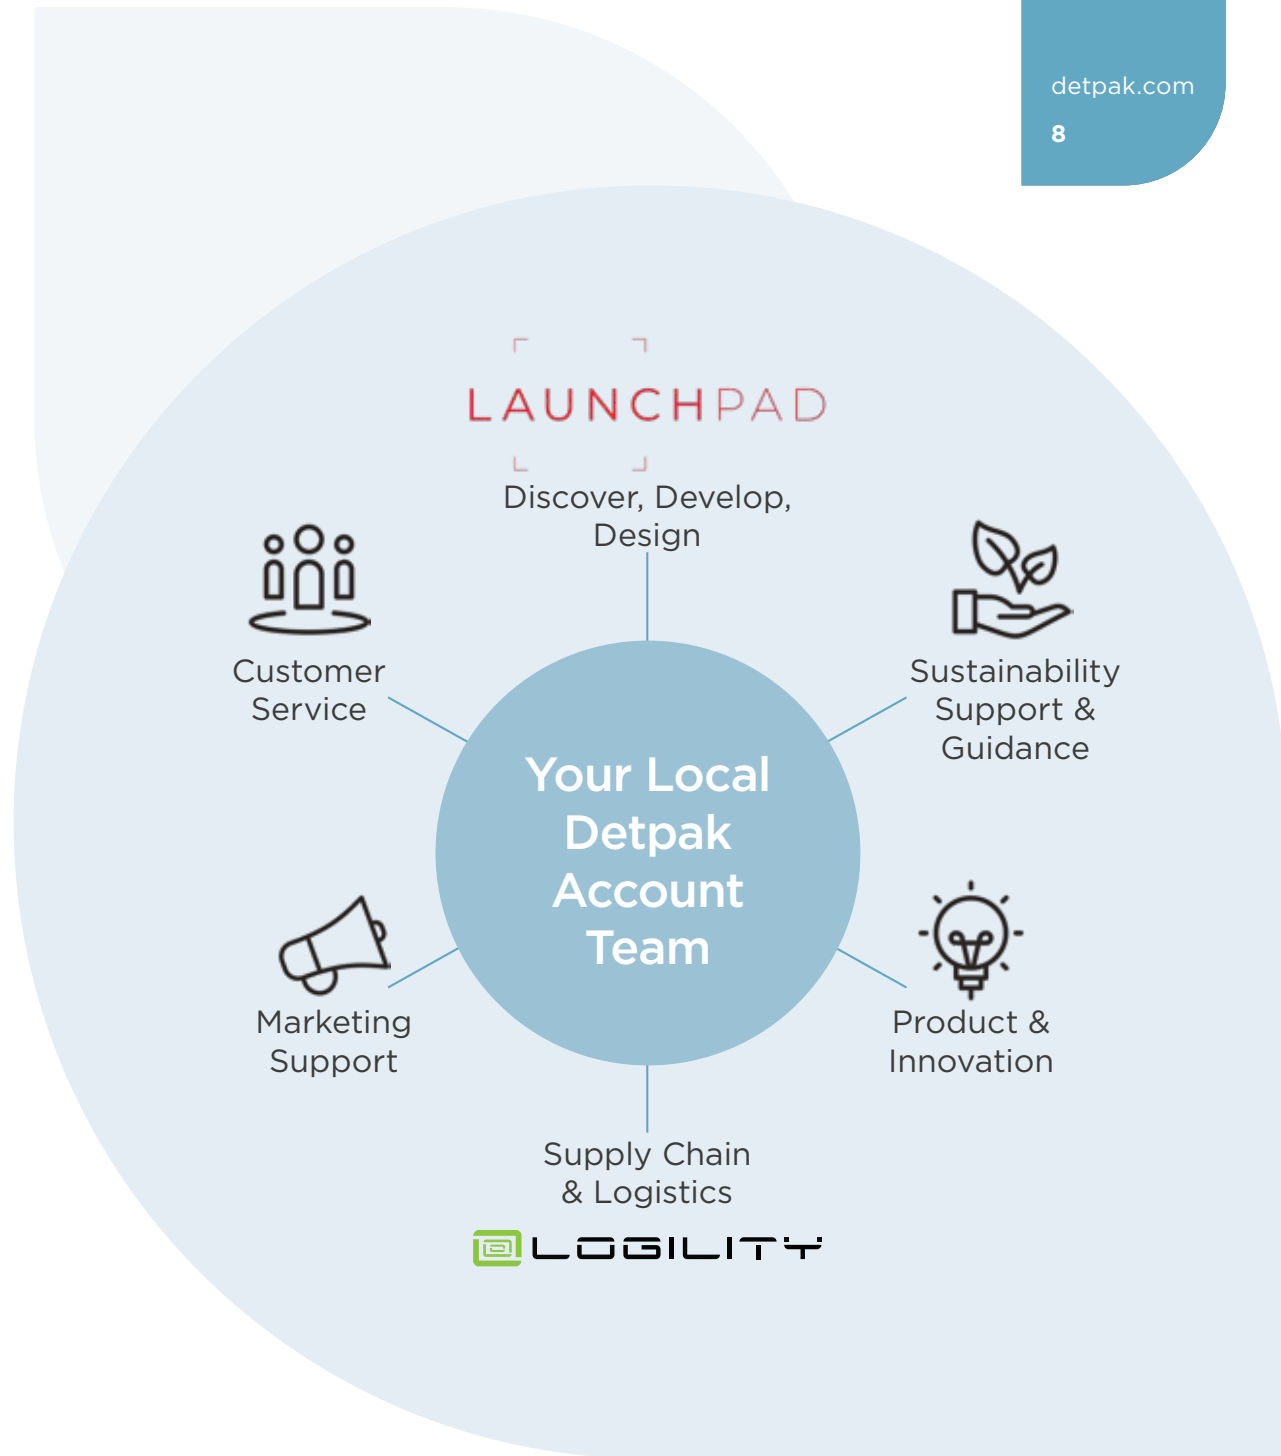 detpak.com
8
LAUNCHPAD
Discover, Develop,
Design
Customer
Service
Sustainability
Support &
Guidance
Your Local
Detpak
Account
Team
Marketing
Support
Product &
Innovation
Supply Chain
& Logistics
LOGILITY